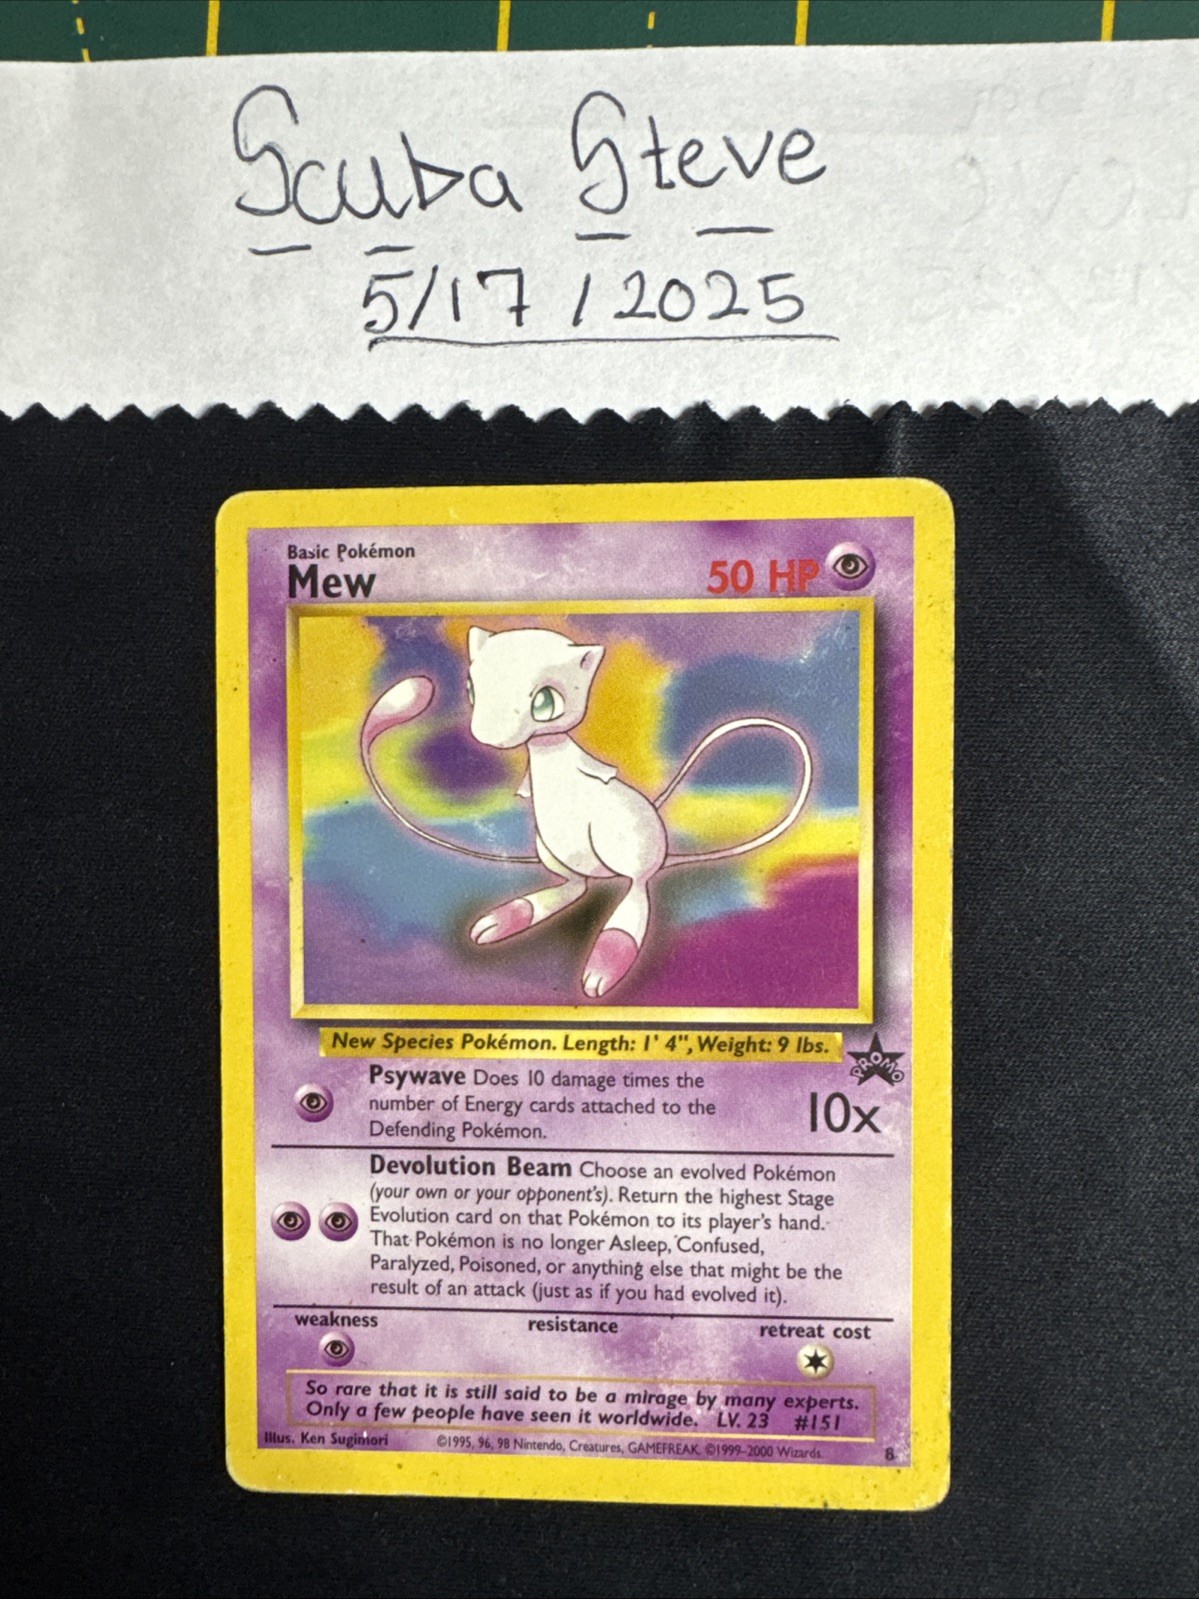 Scuba Steve
5/17/2025
Basic Pokémon
Mew
50 HP
New Species Pokémon. Length: 1' 4", Weight: 9 lbs.
PROMO
Psywave Does 10 damage times the
number of Energy cards attached to the
Defending Pokémon.
10x
Devolution Beam Choose an evolved Pokémon
(your own or your opponent's). Return the highest Stage
Evolution card on that Pokémon to its player's hand.
That Pokémon is no longer Asleep, Confused,
Paralyzed, Poisoned, or anything else that might be the
result of an attack (just as if you had evolved it).
weakness
resistance
retreat cost
So rare that it is still said to be a mirage by many experts.
Only a few people have seen it worldwide. LV. 23 #151
Illus. Ken Sugimori
©1995, 96, 98 Nintendo, Creatures, GAMEFREAK. ©1999-2000 Wizards.
8